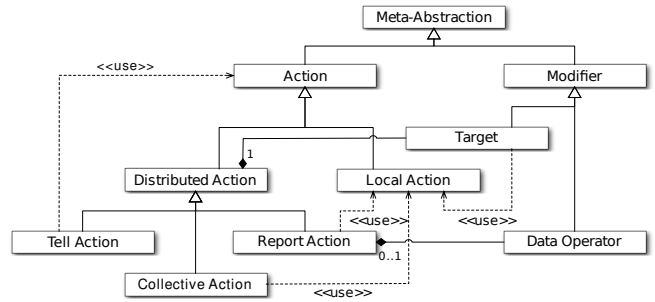 Meta-Abstraction
<<use>>
Action
Modifier
Target
1
Distributed Action
Local Action
<<use>>
<<use>>
Tell Action
Report Action
Data Operator
0..1
Collective Action
<<use>>